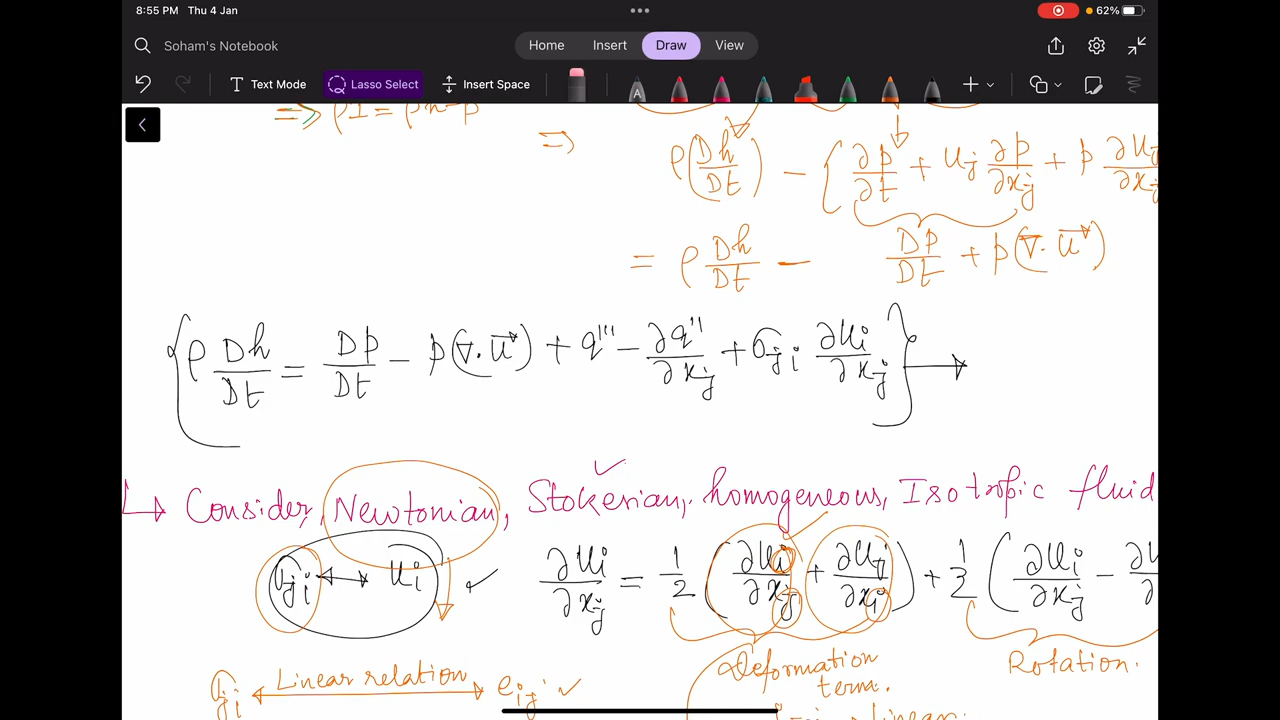 8:55 PM Thu 4 Jan
62%
Soham's Notebook
Home Insert Draw View
Text Mode Lasso Select Insert Space
A
=> ρI = ρh - p
=> ρ(Dh/Dt) - { ∂p/∂t + uj ∂p/∂xj + p ∂uj/∂xj
= ρ Dh/Dt - Dp/Dt + p(∇·u⃗)
{ ρ Dh/Dt = Dp/Dt - p(∇·u⃗) + q''' - ∂q''/∂xj + σji ∂ui/∂xj } →
↳ Consider, Newtonian, Stokerian, homogeneous, Isotropic fluid
σji ↔ ui ✓ ∂ui/∂xj = 1/2 (∂ui/∂xj + ∂uj/∂xi) + 1/2 (∂ui/∂xj - ∂u
Deformation term. Rotation.
σji ← Linear relation → eij ✓